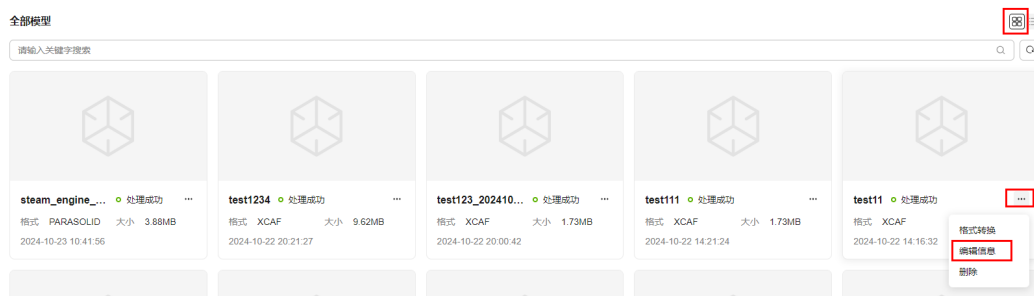 全部模型
请输入关键字搜索
steam_engine_... 处理成功 ...
格式 PARASOLID 大小 3.88MB
2024-10-23 10:41:56
test1234 处理成功 ...
格式 XCAF 大小 9.62MB
2024-10-22 20:21:27
test123_202410... 处理成功 ...
格式 XCAF 大小 1.73MB
2024-10-22 20:00:42
test111 处理成功 ...
格式 XCAF 大小 1.73MB
2024-10-22 14:21:24
test11 处理成功 ...
格式 XCAF
2024-10-22 14:16:32
格式转换
编辑信息
删除